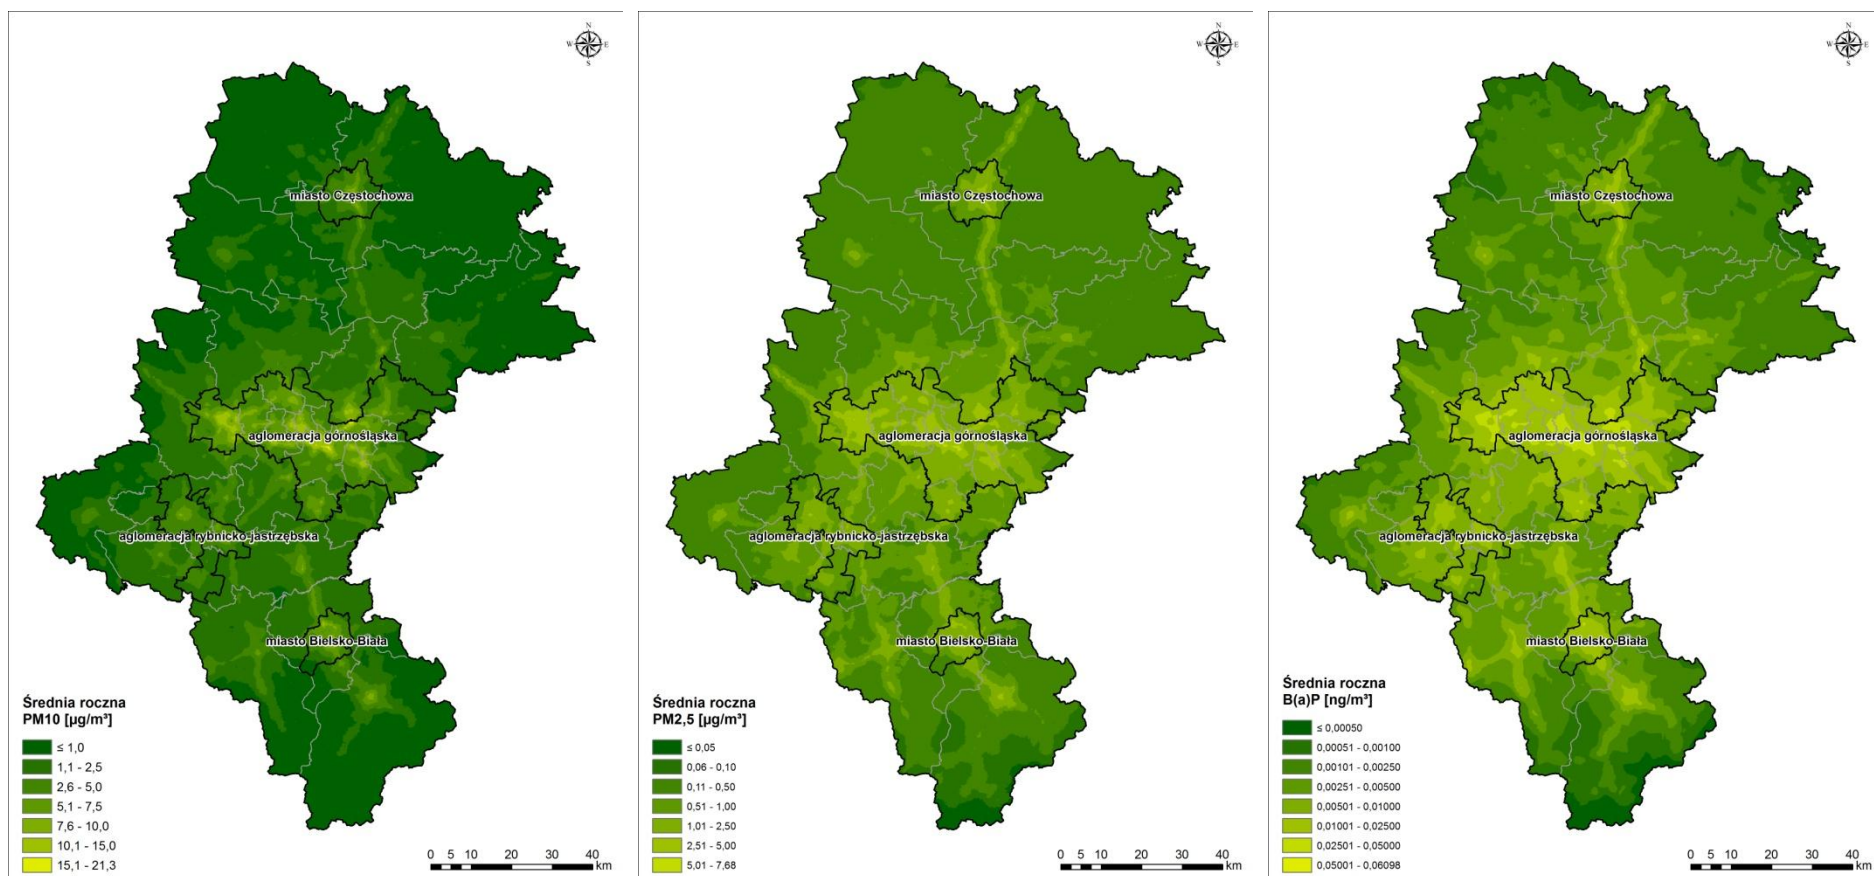 N
W E
S
miasto Częstochowa
aglomeracja górnośląska
aglomeracja rybnicko-jastrzębska
miasto Bielsko-Biała
Średnia roczna
PM10 [µg/m³]
≤ 1,0
1,1 - 2,5
2,6 - 5,0
5,1 - 7,5
7,6 - 10,0
10,1 - 15,0
15,1 - 21,3
0 5 10 20 30 40
km
N
W E
S
miasto Częstochowa
aglomeracja górnośląska
aglomeracja rybnicko-jastrzębska
miasto Bielsko-Biała
Średnia roczna
PM2,5 [µg/m³]
≤ 0,05
0,06 - 0,10
0,11 - 0,50
0,51 - 1,00
1,01 - 2,50
2,51 - 5,00
5,01 - 7,68
0 5 10 20 30 40
km
N
W E
S
miasto Częstochowa
aglomeracja górnośląska
aglomeracja rybnicko-jastrzębska
miasto Bielsko-Biała
Średnia roczna
B(a)P [ng/m³]
≤ 0,00050
0,00051 - 0,00100
0,00101 - 0,00250
0,00251 - 0,00500
0,00501 - 0,01000
0,01001 - 0,02500
0,02501 - 0,05000
0,05001 - 0,06098
0 5 10 20 30 40
km